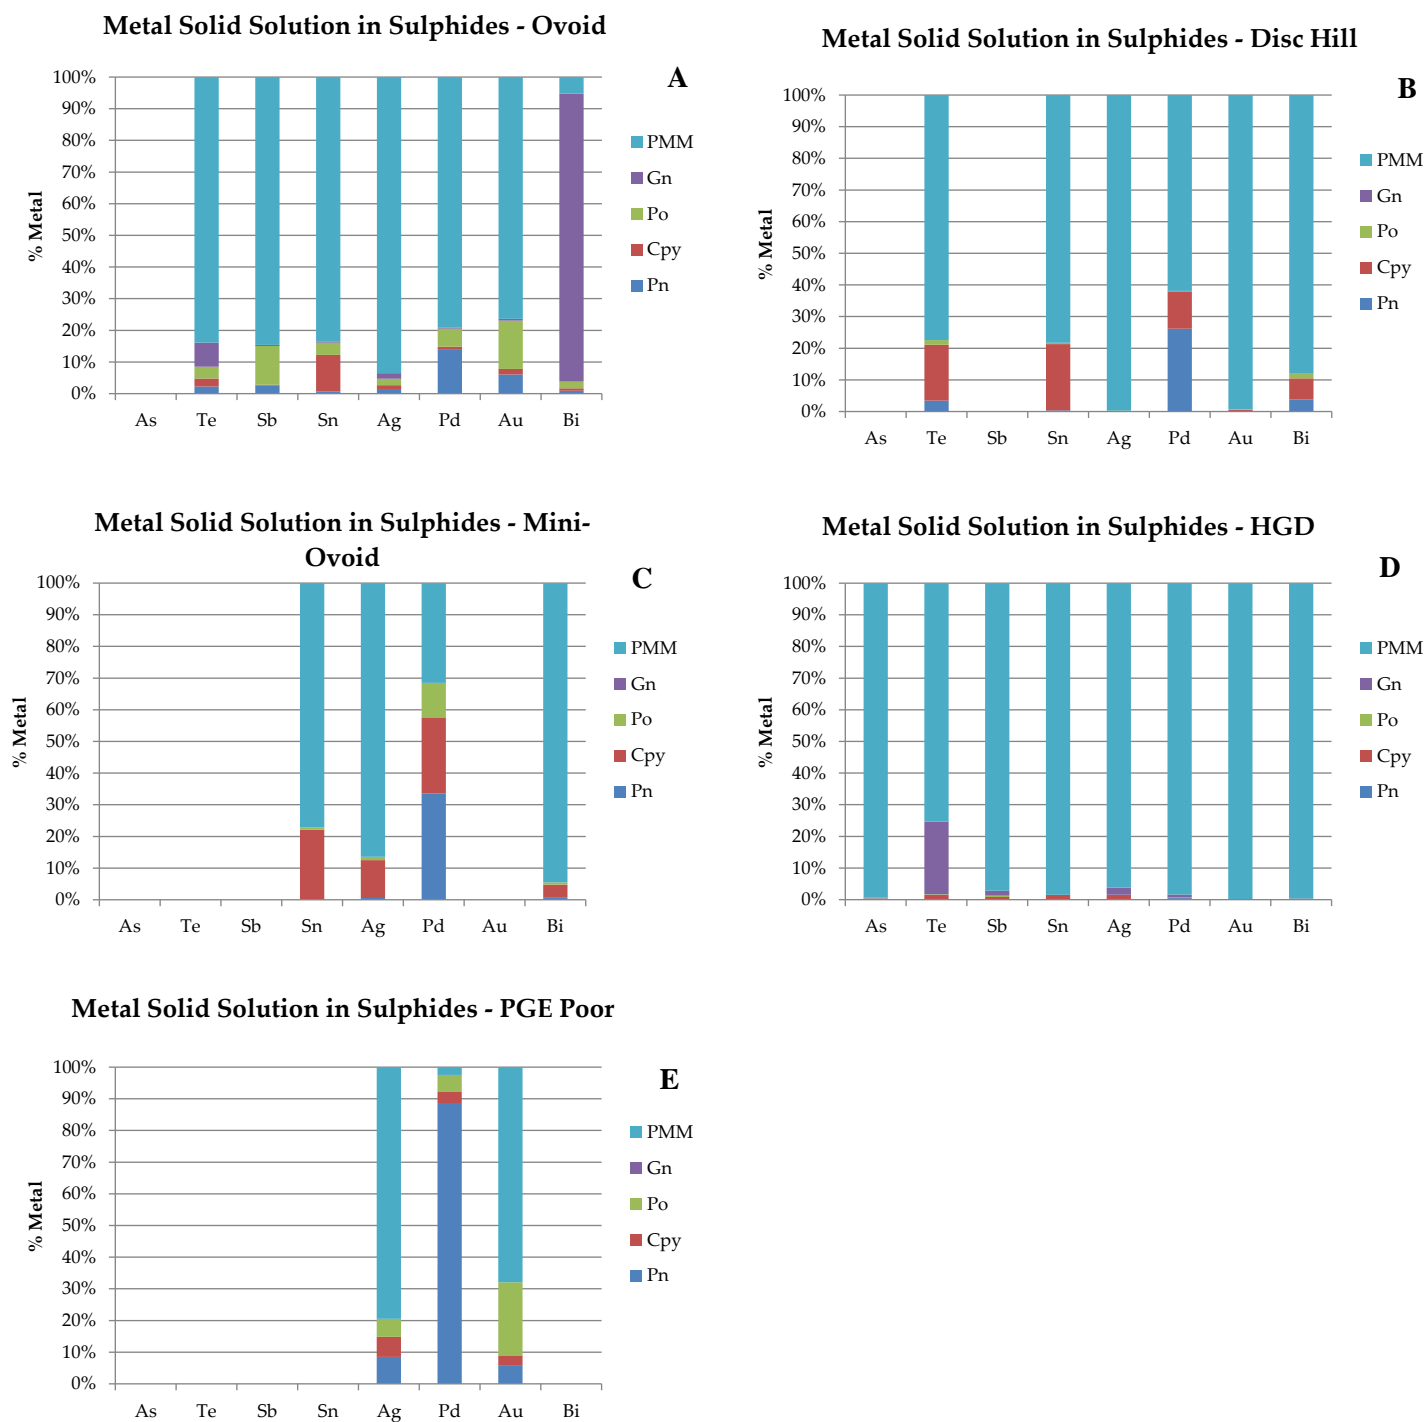 Metal Solid Solution in Sulphides - Ovoid
A
100%
90%
80%
70%
60%
50%
40%
30%
20%
10%
0%
% Metal
As Te Sb Sn Ag Pd Au Bi
PMM
Gn
Po
Cpy
Pn
Metal Solid Solution in Sulphides - Disc Hill
B
100%
90%
80%
70%
60%
50%
40%
30%
20%
10%
0%
% Metal
As Te Sb Sn Ag Pd Au Bi
PMM
Gn
Po
Cpy
Pn
Metal Solid Solution in Sulphides - Mini-
Ovoid
C
100%
90%
80%
70%
60%
50%
40%
30%
20%
10%
0%
% Metal
As Te Sb Sn Ag Pd Au Bi
PMM
Gn
Po
Cpy
Pn
Metal Solid Solution in Sulphides - HGD
D
100%
90%
80%
70%
60%
50%
40%
30%
20%
10%
0%
% Metal
As Te Sb Sn Ag Pd Au Bi
PMM
Gn
Po
Cpy
Pn
Metal Solid Solution in Sulphides - PGE Poor
E
100%
90%
80%
70%
60%
50%
40%
30%
20%
10%
0%
% Metal
As Te Sb Sn Ag Pd Au Bi
PMM
Gn
Po
Cpy
Pn